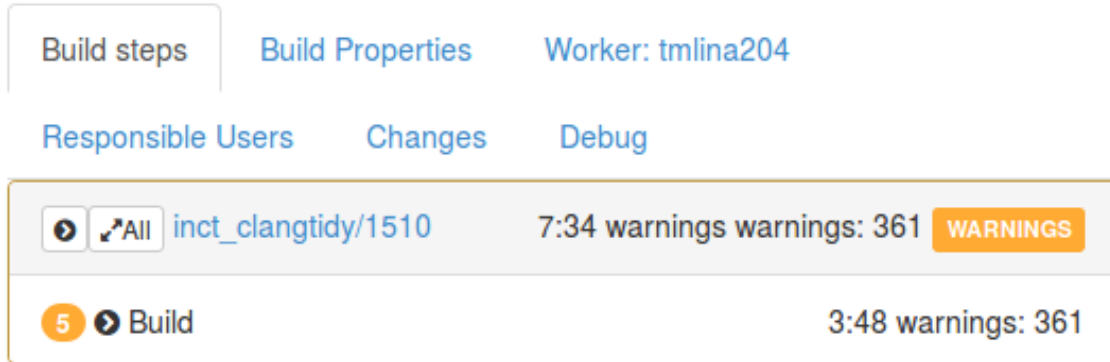 Build steps Build Properties Worker: tmlina204
Responsible Users Changes Debug
All inct_clangtidy/1510 7:34 warnings warnings: 361 WARNINGS
5 Build 3:48 warnings: 361